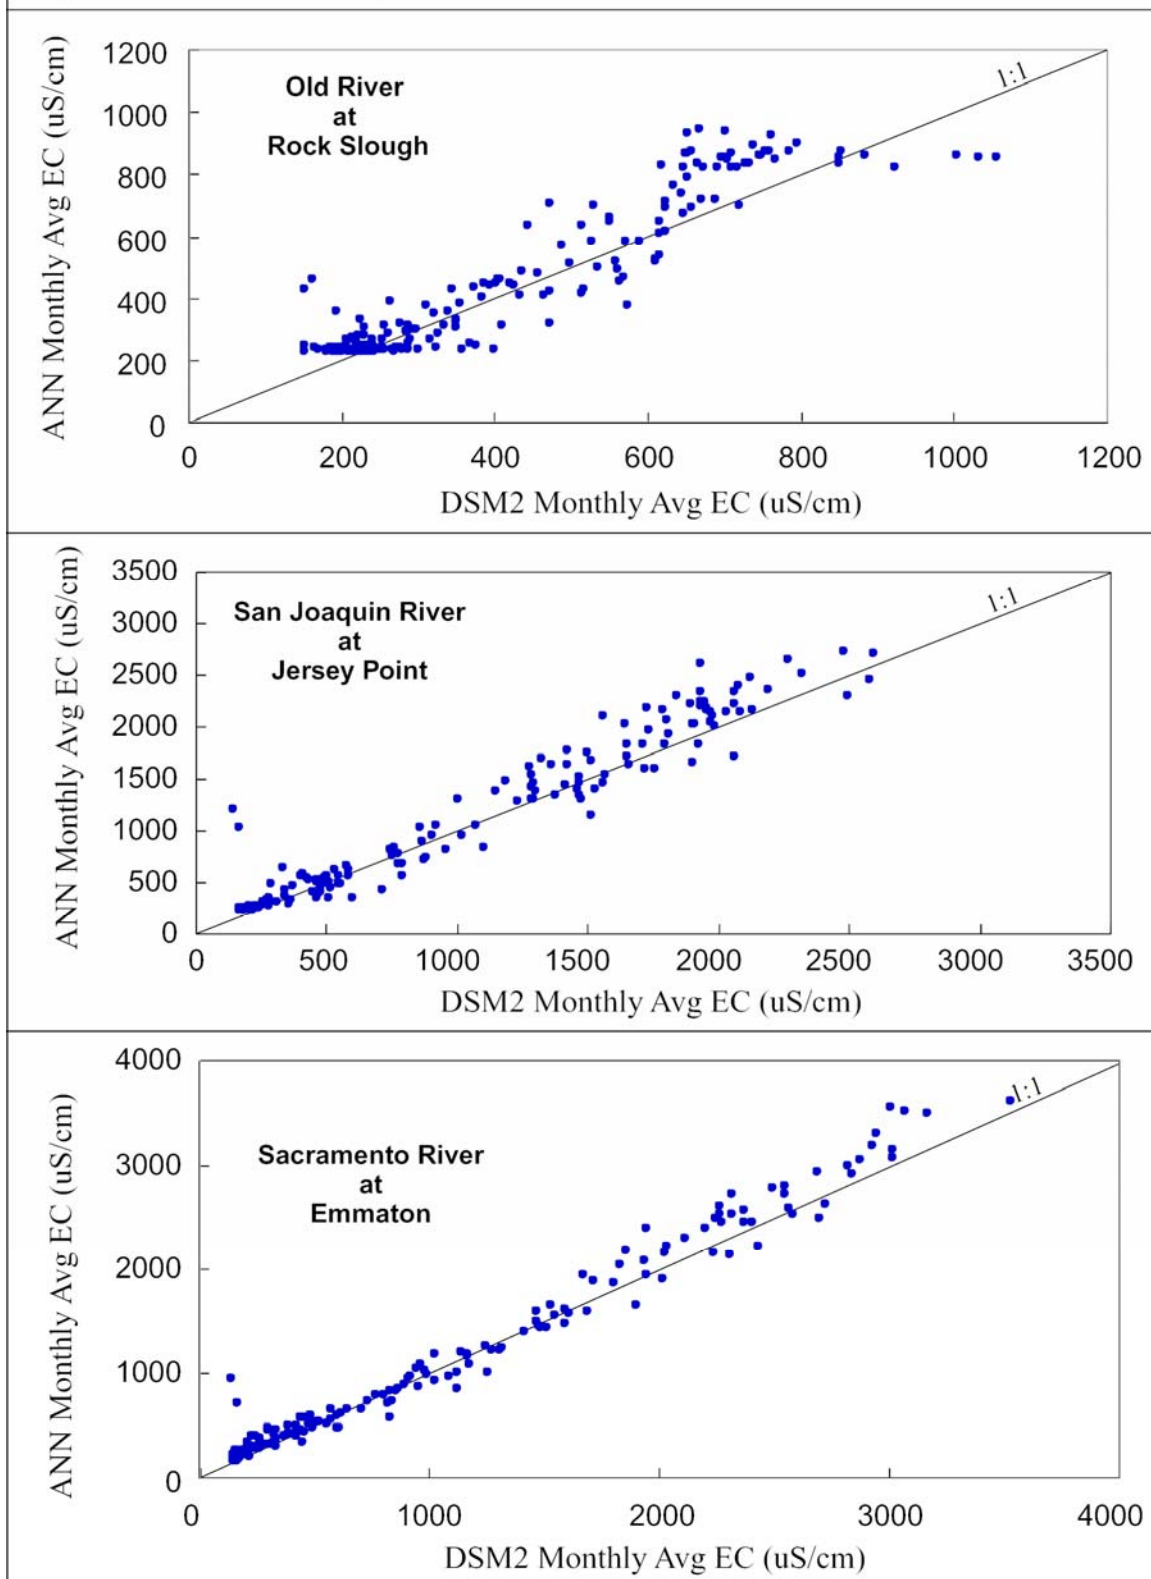 ANN Monthly Avg EC (uS/cm)
1200
1000
800
600
400
200
0
Old River
at
Rock Slough
1:1
0 200 400 600 800 1000 1200
DSM2 Monthly Avg EC (uS/cm)
ANN Monthly Avg EC (uS/cm)
3500
3000
2500
2000
1500
1000
500
0
San Joaquin River
at
Jersey Point
1:1
0 500 1000 1500 2000 2500 3000 3500
DSM2 Monthly Avg EC (uS/cm)
ANN Monthly Avg EC (uS/cm)
4000
3000
2000
1000
0
Sacramento River
at
Emmaton
1:1
0 1000 2000 3000 4000
DSM2 Monthly Avg EC (uS/cm)